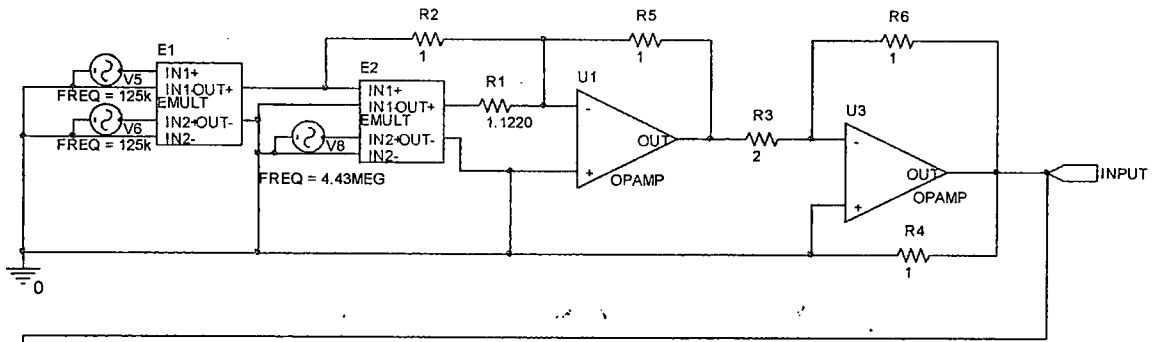 R2
1
R5
1
R6
1
E1
V5
IN1+
IN1-OUT+
FREQ = 125k
EMULT
IN2+OUT-
IN2-
V6
FREQ = 125k
E2
IN1+
IN1-OUT+
EMULT
IN2+OUT-
IN2-
V8
FREQ = 4.43MEG
R1
1.1220
U1
-
+
OUT
OPAMP
R3
2
U3
-
+
OUT
OPAMP
R4
1
INPUT
0